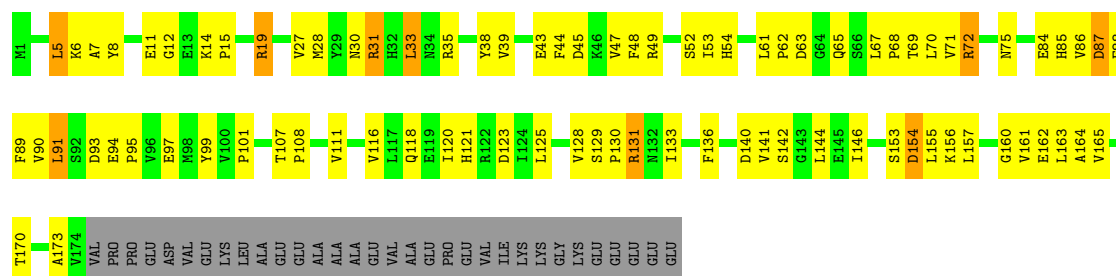 M1 L5 K6 A7 Y8 E11 G12 E13 K14 P15 R19 V27 M28 Y29 N30 R31 H32 L33 N34 R35 Y38 V39 E43 F44 D45 K46 V47 F48 R49 S52 I53 H54 L61 P62 D63 G64 Q65 S66 L67 P68 T69 L70 V71 R72 N75 E84 H85 V86 D87
F89 V90 L91 S92 D93 E94 P95 V96 E97 M98 Y99 V100 P101 T107 P108 V111 V116 L117 Q118 E119 I120 H121 R122 D123 I124 L125 V128 S129 P130 R131 N132 I133 F136 D140 V141 S142 G143 L144 E145 I146 S153 D154 L155 K156 L157 G160 V161 E162 L163 A164 V165
T170 A173 V174 VAL PRO PRO GLU ASP VAL GLU LYS LEU ALA GLU GLU ALA ALA ALA GLU VAL ALA GLU PRO GLU VAL ILE LYS LYS GLY LYS GLU GLU GLU GLU GLU